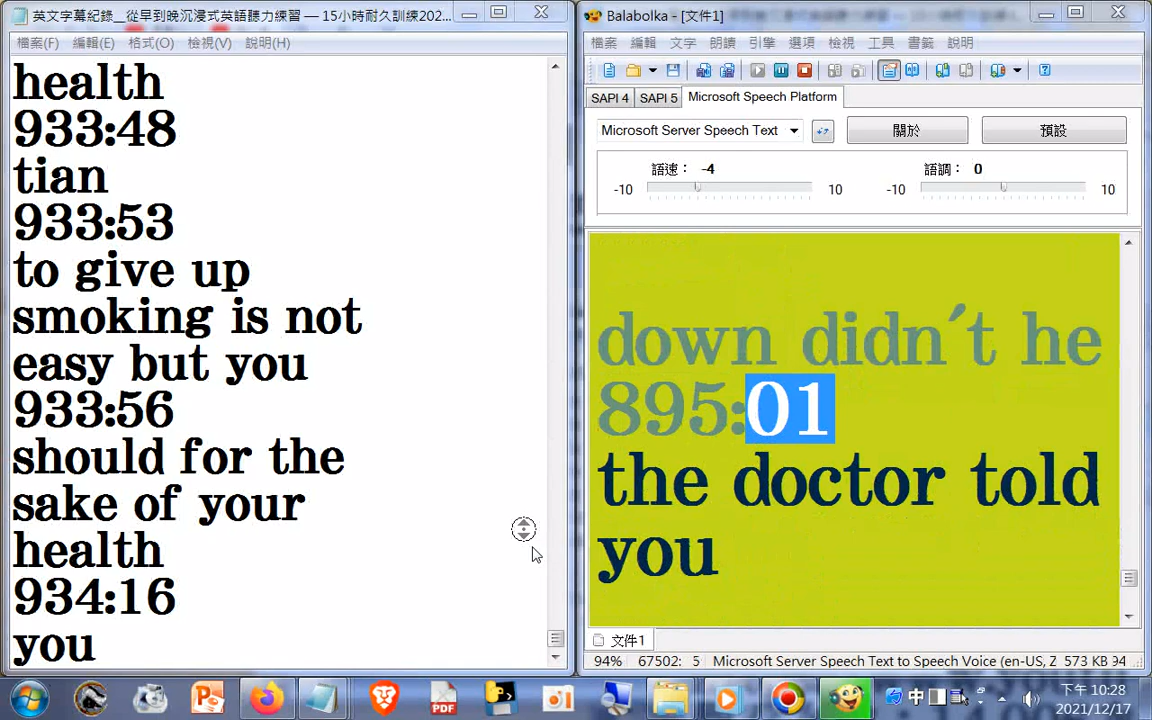 英文字幕紀錄__從早到晚沉浸式英語聽力練習 — 15小時耐久訓練202...
檔案(F) 編輯(E) 格式(O) 檢視(V) 說明(H)
health
933:48
tian
933:53
to give up
smoking is not
easy but you
933:56
should for the
sake of your
health
934:16
you
Balabolka - [文件1]
檔案 編輯 文字 朗讀 引擎 選項 檢視 工具 書籤 說明
SAPI 4 SAPI 5 Microsoft Speech Platform
Microsoft Server Speech Text 關於 預設
語速： -4 語調： 0
-10 10 -10 10
down didn´t he
895:01
the doctor told
you
文件1
94% 67502: 5 Microsoft Server Speech Text to Speech Voice (en-US, Z 573 KB 94
PDF 中 下午 10:28
2021/12/17